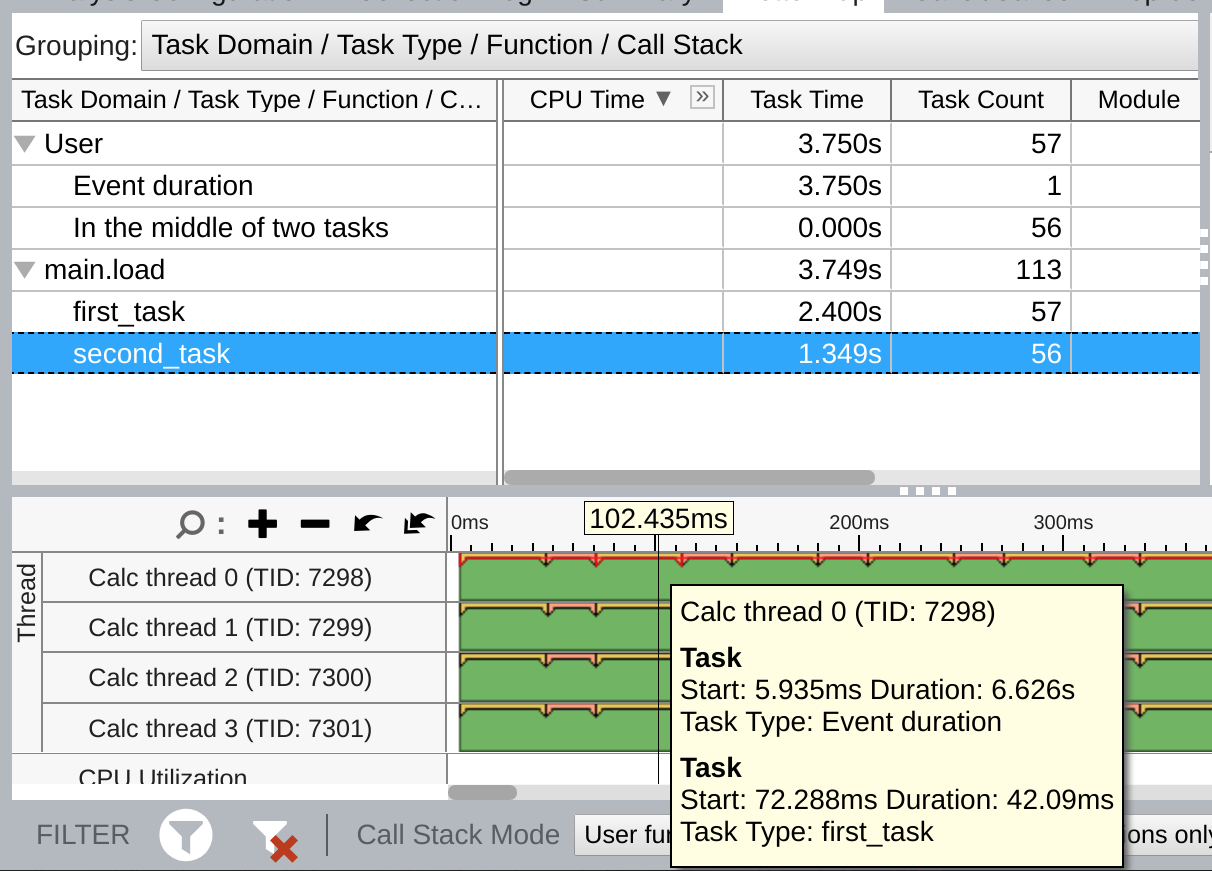 Grouping: Task Domain / Task Type / Function / Call Stack
Task Domain / Task Type / Function / C… CPU Time ▼ » Task Time Task Count Module
User 3.750s 57
Event duration 3.750s 1
In the middle of two tasks 0.000s 56
main.load 3.749s 113
first_task 2.400s 57
second_task 1.349s 56
0ms 102.435ms 200ms 300ms
Thread
Calc thread 0 (TID: 7298)
Calc thread 1 (TID: 7299)
Calc thread 2 (TID: 7300)
Calc thread 3 (TID: 7301)
CPU Utilization
Calc thread 0 (TID: 7298)
Task
Start: 5.935ms Duration: 6.626s
Task Type: Event duration
Task
Start: 72.288ms Duration: 42.09ms
Task Type: first_task
FILTER Call Stack Mode User fu ons only